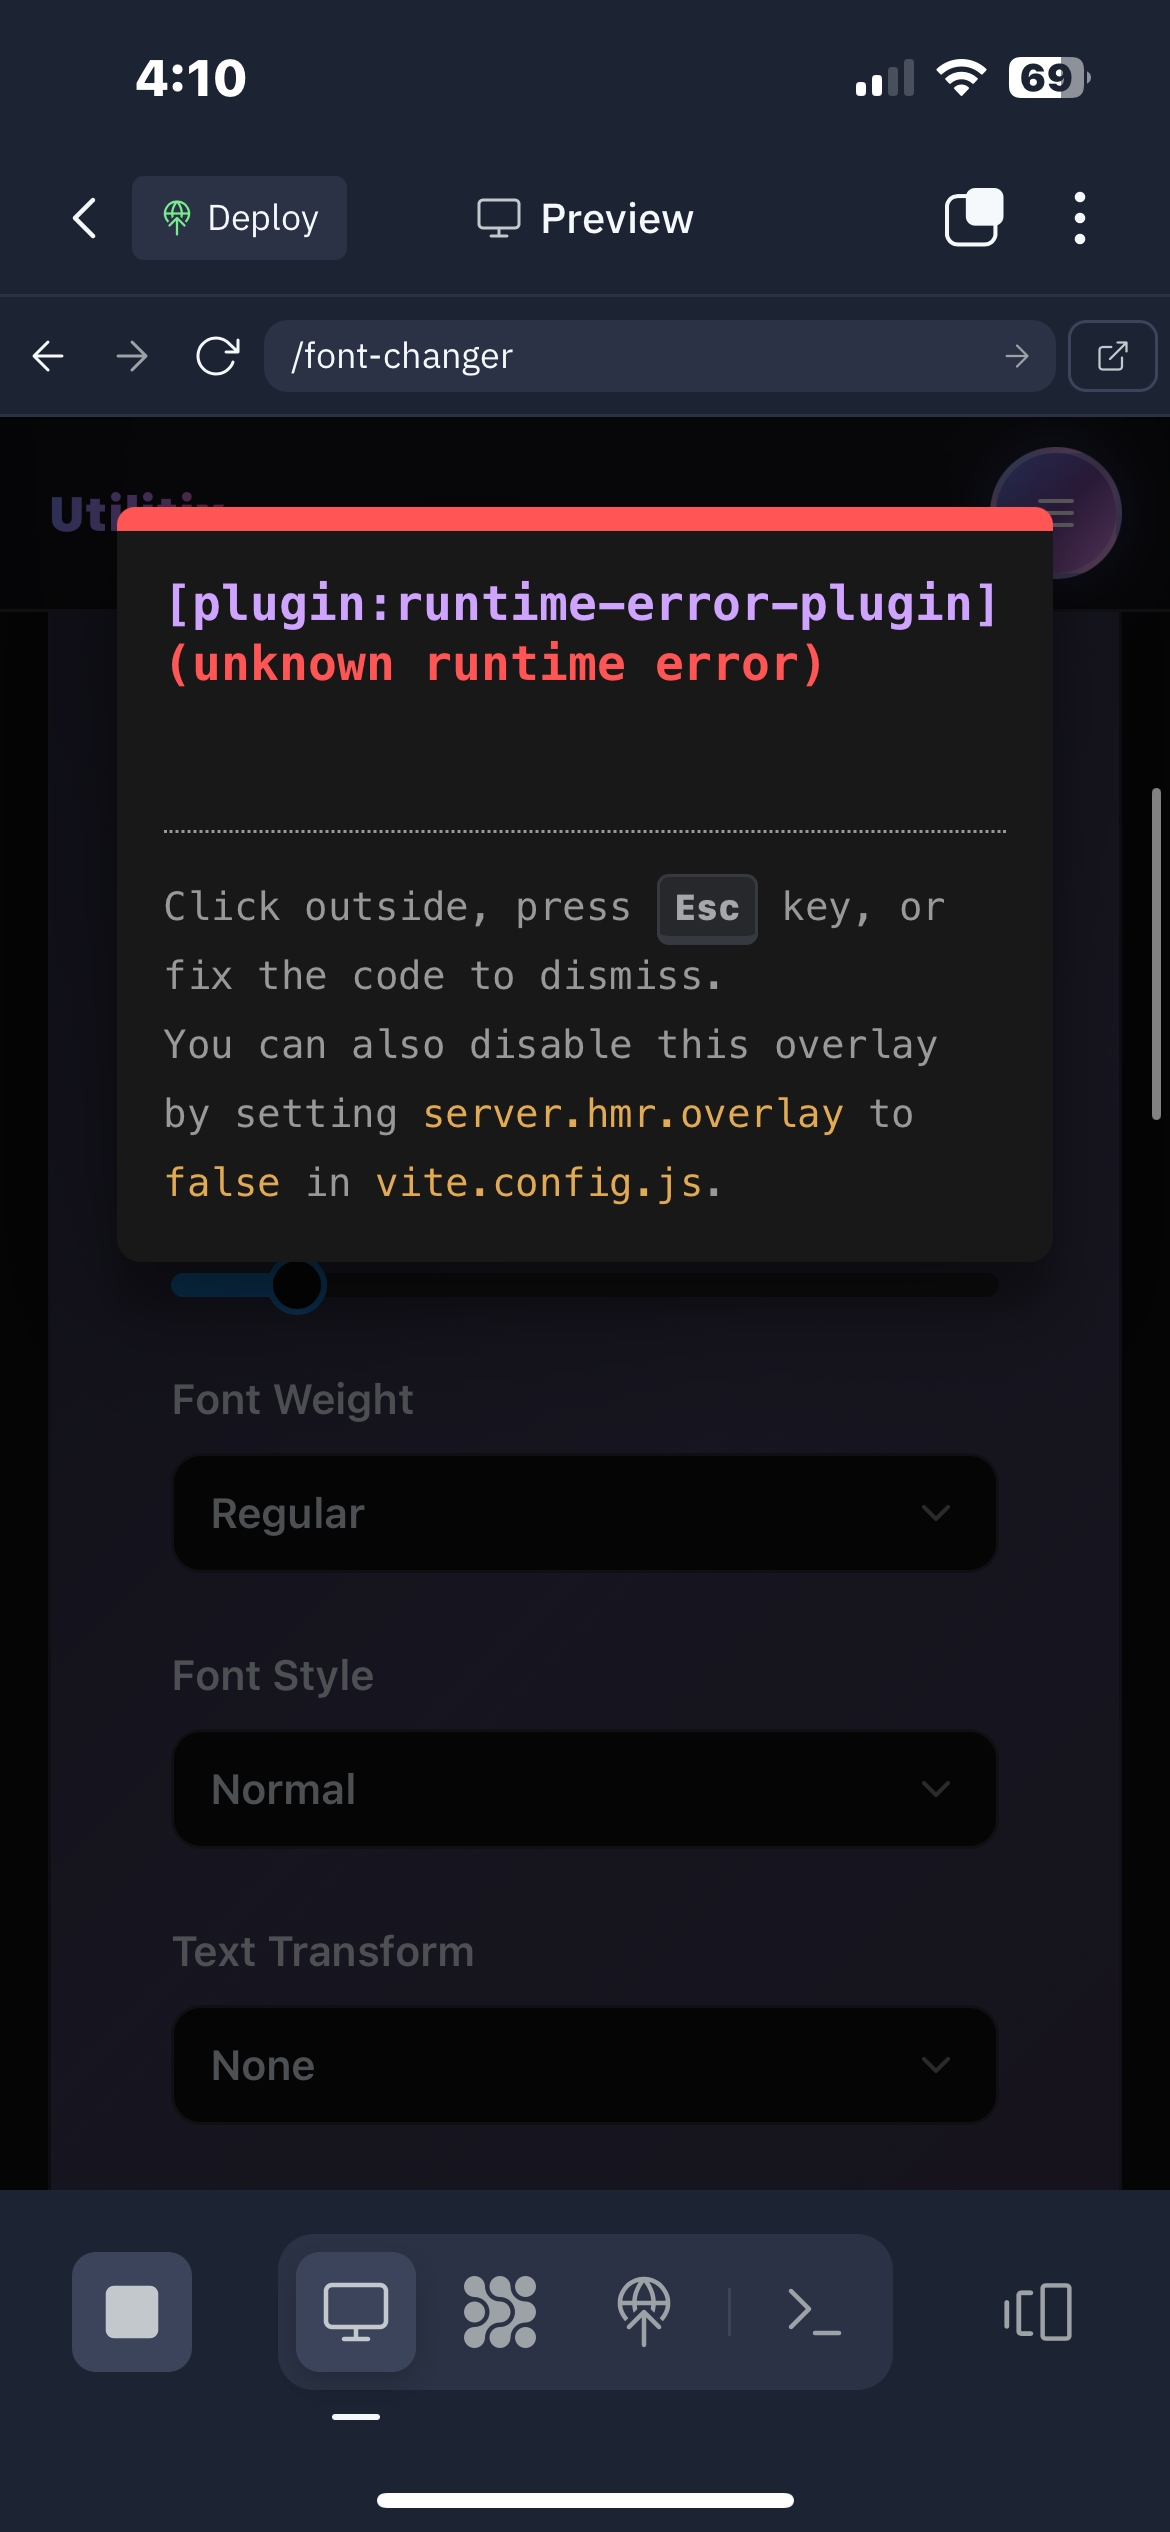 4:10
69
Deploy
Preview
/font-changer
Utilitix
[plugin:runtime-error-plugin]
(unknown runtime error)
Click outside, press Esc key, or
fix the code to dismiss.
You can also disable this overlay
by setting server.hmr.overlay to
false in vite.config.js.
Font Weight
Regular
Font Style
Normal
Text Transform
None